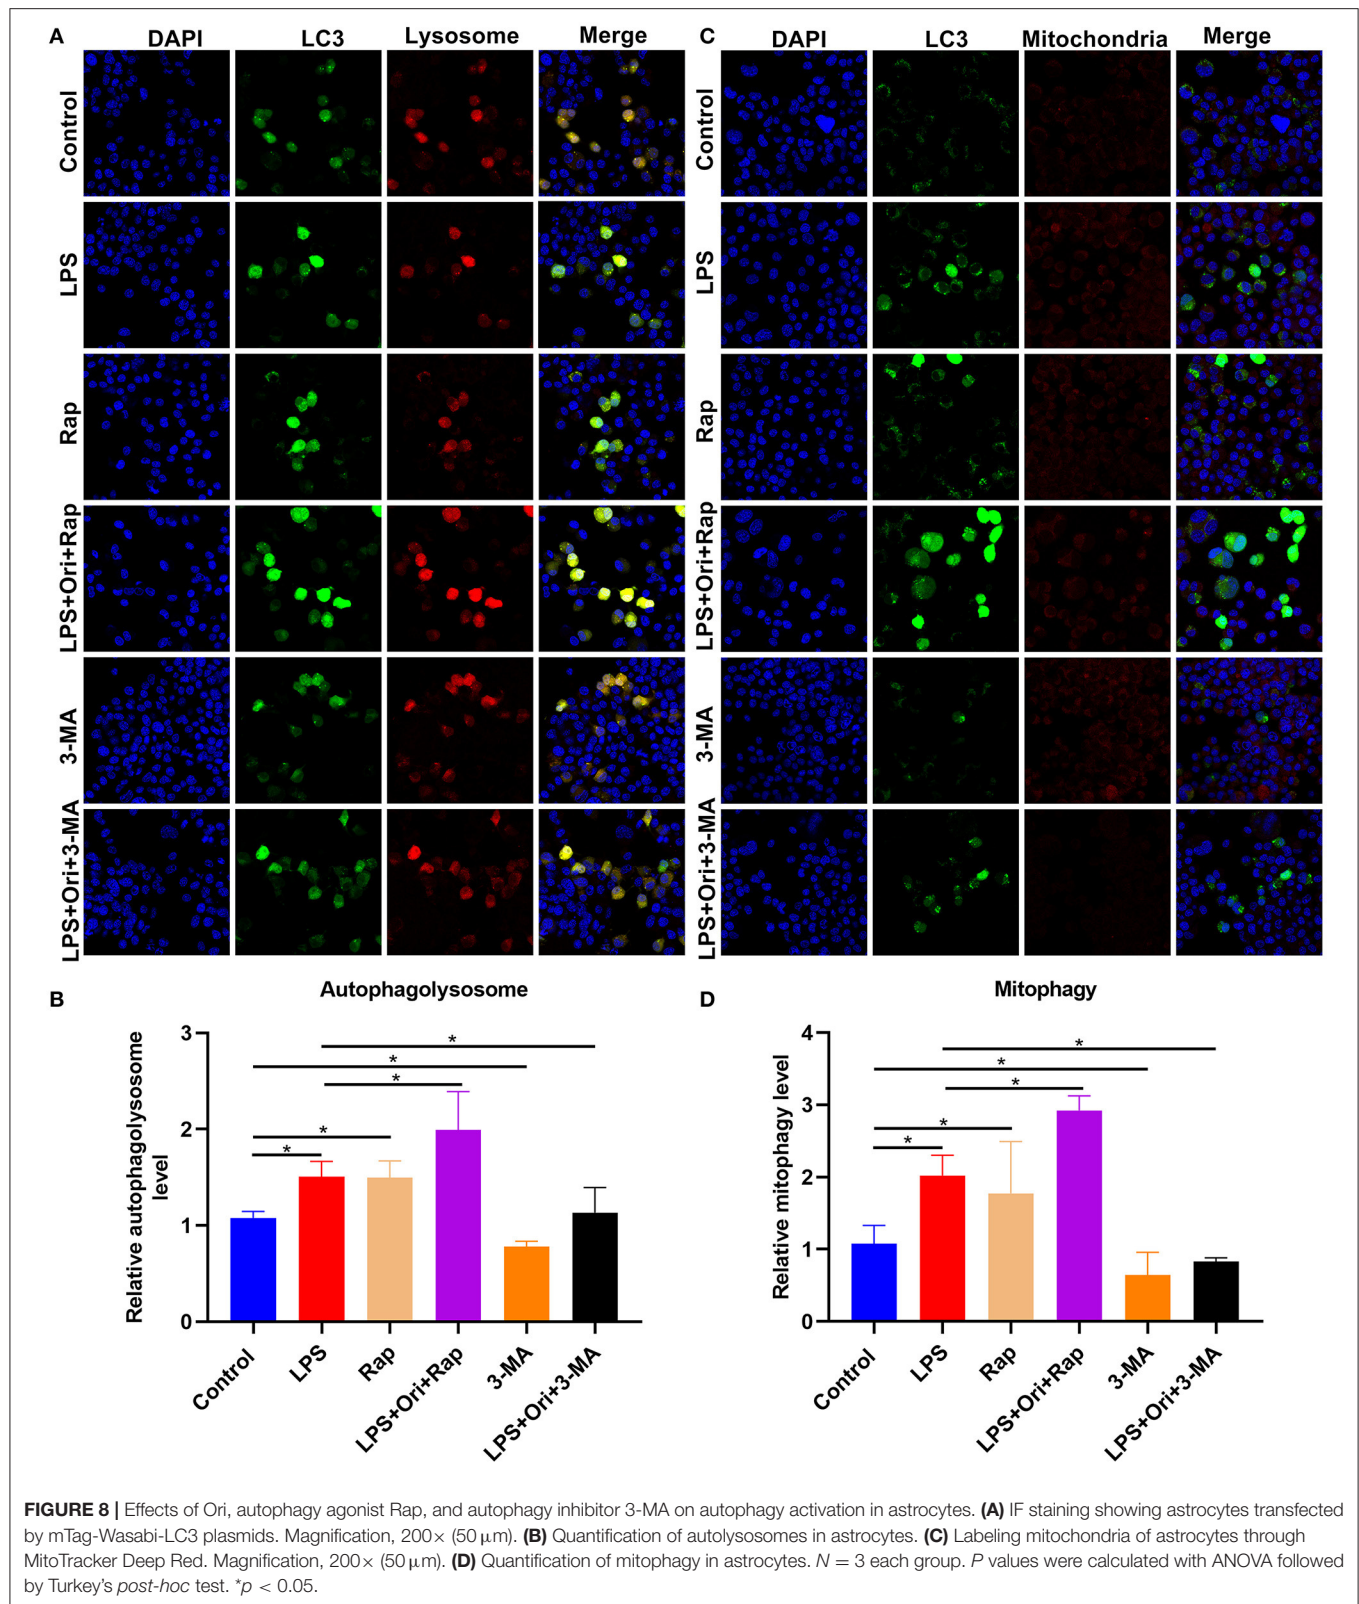 A
DAPI
LC3
Lysosome
Merge
Control
LPS
Rap
LPS+Ori+Rap
3-MA
LPS+Ori+3-MA
C
DAPI
LC3
Mitochondria
Merge
Control
LPS
Rap
LPS+Ori+Rap
3-MA
LPS+Ori+3-MA
B
Autophagolysosome
Relative autophagolysosome
level
3
2
1
0
*
*
*
*
*
Control
LPS
Rap
LPS+Ori+Rap
3-MA
LPS+Ori+3-MA
D
Mitophagy
Relative mitophagy level
4
3
2
1
0
*
*
*
*
*
Control
LPS
Rap
LPS+Ori+Rap
3-MA
LPS+Ori+3-MA
FIGURE 8 | Effects of Ori, autophagy agonist Rap, and autophagy inhibitor 3-MA on autophagy activation in astrocytes. (A) IF staining showing astrocytes transfected
by mTag-Wasabi-LC3 plasmids. Magnification, 200× (50 μm). (B) Quantification of autolysosomes in astrocytes. (C) Labeling mitochondria of astrocytes through
MitoTracker Deep Red. Magnification, 200× (50 μm). (D) Quantification of mitophagy in astrocytes. N = 3 each group. P values were calculated with ANOVA followed
by Turkey's post-hoc test. *p < 0.05.